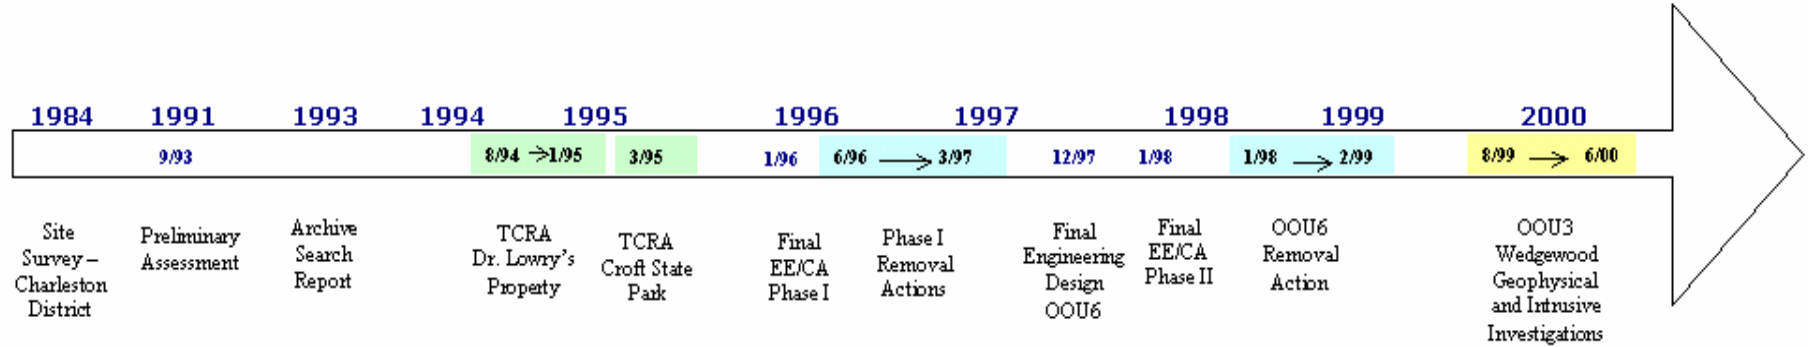 1984 1991 1993 1994 1995 1996 1997 1998 1999 2000
9/93 8/94 → 1/95 3/95 1/96 6/96 → 3/97 12/97 1/98 1/98 → 2/99 8/99 → 6/00
Site
Survey –
Charleston
District
Preliminary
Assessment
Archive
Search
Report
TCRA
Dr. Lowry's
Property
TCRA
Croft State
Park
Final
EE/CA
Phase I
Phase I
Removal
Actions
Final
Engineering
Design
OOU6
Final
EE/CA
Phase II
OOU6
Removal
Action
OOU3
Wedgewood
Geophysical
and Intrusive
Investigations